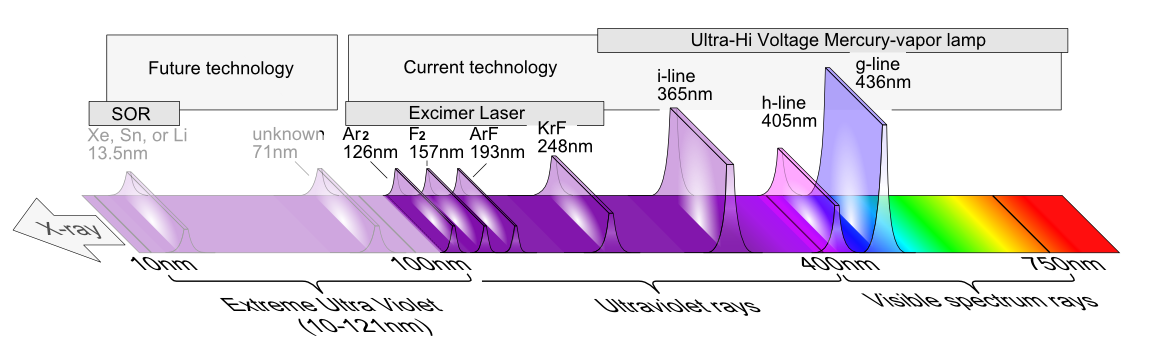 Ultra-Hi Voltage Mercury-vapor lamp
Future technology
Current technology
SOR
Excimer Laser
Xe, Sn, or Li
13.5nm
unknown
71nm
Ar2
126nm
F2
157nm
ArF
193nm
KrF
248nm
i-line
365nm
h-line
405nm
g-line
436nm
X-ray
10nm
100nm
400nm
750nm
Extreme Ultra Violet
(10-121nm)
Ultraviolet rays
Visible spectrum rays